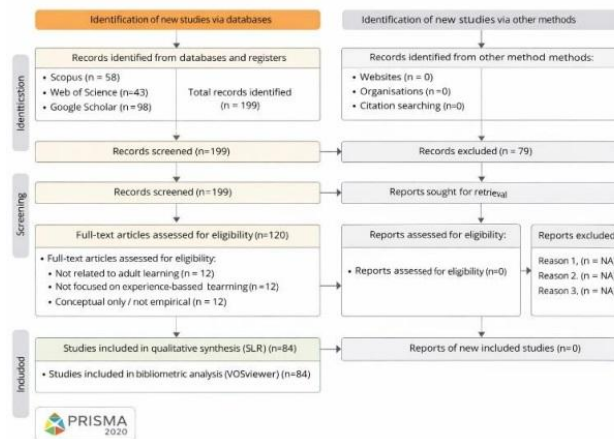 Identification of new studies via databases
Identification of new studies via other methods
Identticstion
Records identified from databases and registers
• Scopus (n = 58)
• Web of Science (n=43)
• Google Scholar (n=98)
Total records identified
(n = 199)
Records identified from other method methods:
• Websites (n = 0)
• Organisations (n=0)
• Citation searching (n=0)
Records screened (n=199)
Records excluded (n = 79)
Screening
Records screened (n=199)
Reports sought for retrieval
Full-text articles assessed for eligibility (n=120)
• Full-text articles assessed for eligibility:
• Not related to adult learning (n = 12)
• Not focused on experience-bassed tearrming (n=12)
• Conceptual only / not empirical (n = 12)
Reports assessed for eligibility:
• Reports assessed for eligibility (n=0)
Reports excluded
Reason 1, (n = NA)
Reason 2. (n = NA)
Reason 3, (n = NA)
Indudod
Studies included in qualitative synthesis (SLR) (n=84)
• Studies included in bibliometric analysis (VOSviewer) (n=84)
Reports of new included studies (n=0)
PRISMA
2020